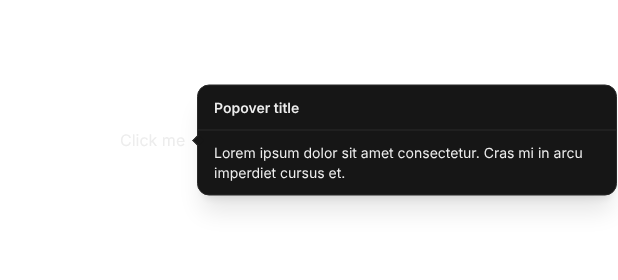 Popover title
Click me
Lorem ipsum dolor sit amet consectetur. Cras mi in arcu
imperdiet cursus et.